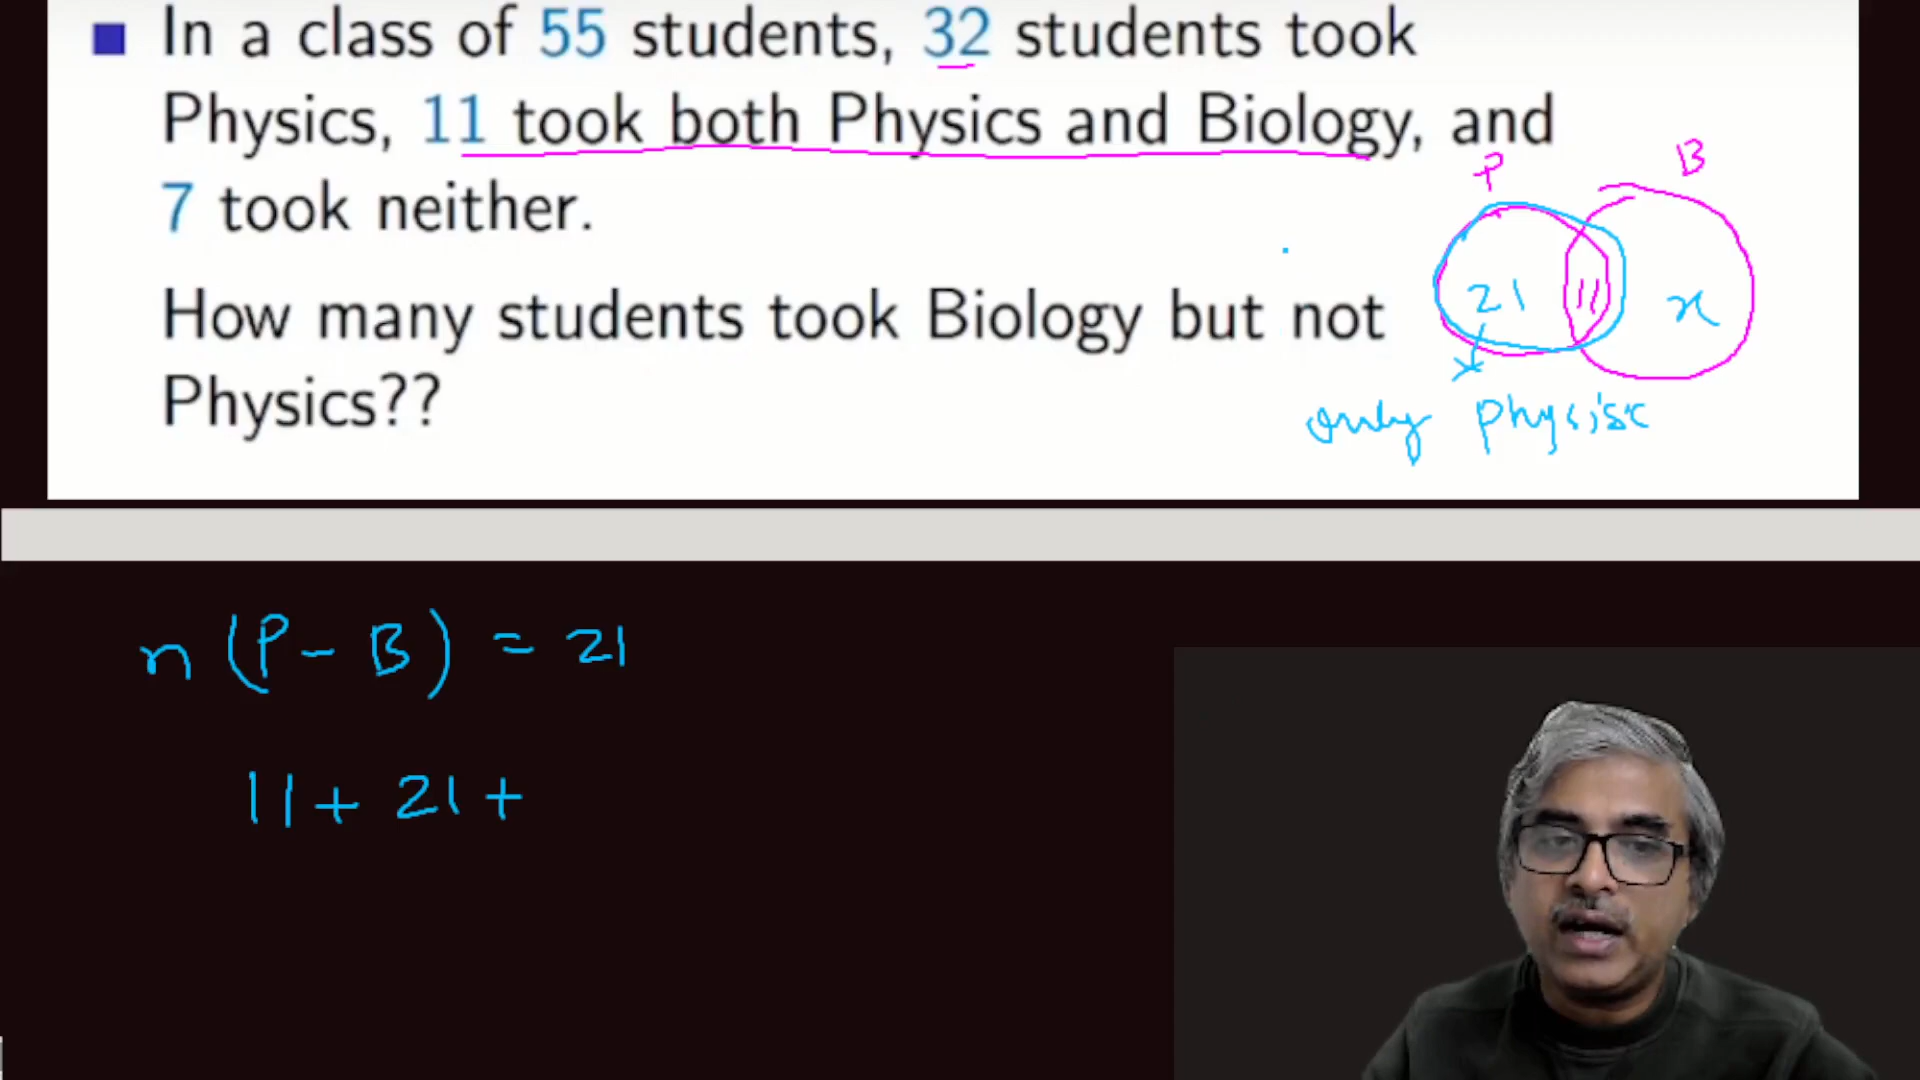 In a class of 55 students, 32 students took
Physics, 11 took both Physics and Biology, and
7 took neither.
How many students took Biology but not
Physics??
P B
21 11 x
only physisc
n (P - B) = 21
11 + 21 +